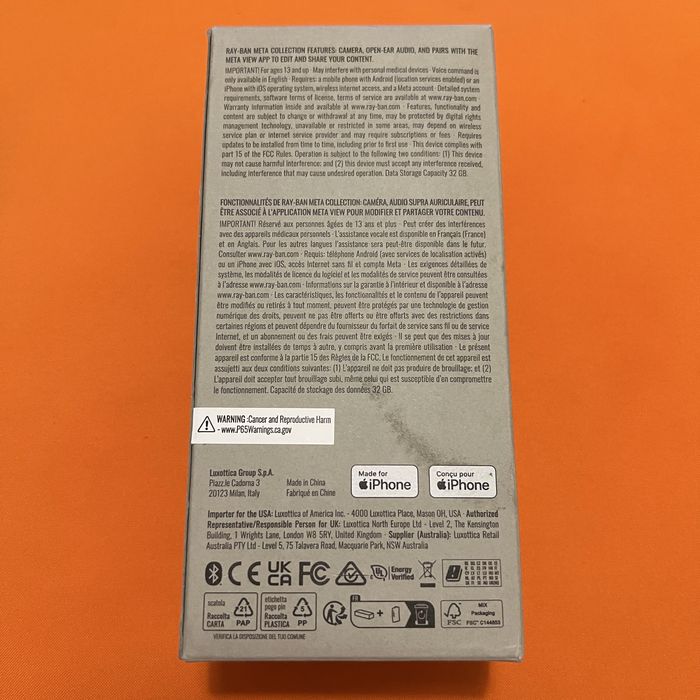 RAY-BAN META COLLECTION FEATURES: CAMERA, OPEN-EAR AUDIO, AND PAIRS WITH THE
META VIEW APP TO EDIT AND SHARE YOUR CONTENT.
IMPORTANT! For ages 13 and up · May interfere with personal medical devices · Voice command is
only available in English · Requires: a mobile phone with Android (location services enabled) or an
iPhone with iOS operating system, wireless internet access, and a Meta account · Detailed system
requirements, software terms of license, terms of service are available at www.ray-ban.com ·
Warranty information inside and available at www.ray-ban.com · Features, functionality and
content are subject to change or withdrawal at any time, may be protected by digital rights
management technology, unavailable or restricted in some areas, may depend on wireless
service plan or internet service provider and may require subscriptions or fees · Requires
updates to be installed from time to time, including prior to first use · This device complies with
part 15 of the FCC Rules. Operation is subject to the following two conditions: (1) This device
may not cause harmful interference; and (2) this device must accept any interference received,
including interference that may cause undesired operation. Data Storage Capacity 32 GB.
FONCTIONNALITÉS DE RAY-BAN META COLLECTION: CAMÉRA, AUDIO SUPRA AURICULAIRE, PEUT
ÊTRE ASSOCIÉ À L'APPLICATION META VIEW POUR MODIFIER ET PARTAGER VOTRE CONTENU.
IMPORTANT! Réservé aux personnes âgées de 13 ans et plus · Peut créer des interférences
avec des appareils médicaux personnels · L'assistance vocale est disponible en Français (France)
et en Anglais. Pour les autres langues l'assistance sera peut-être disponible dans le futur.
Consulter www.ray-ban.com · Requis: téléphone Android (avec services de localisation activés)
ou un iPhone avec iOS, accès Internet sans fil et compte Meta · Les exigences détaillées de
système, les modalités de licence du logiciel et les modalités de service peuvent être consultées
à l'adresse www.ray-ban.com · Informations sur la garantie à l'intérieur et disponible à l'adresse
www.ray-ban.com · Les caractéristiques, les fonctionnalités et le contenu de l'appareil peuvent
être modifiés ou retirés à tout moment, peuvent être protégés par une technologie de gestion
numérique des droits, peuvent ne pas être offerts ou être offerts avec des restrictions dans
certaines régions et peuvent dépendre du fournisseur du forfait de service sans fil ou de service
Internet, et un abonnement ou des frais peuvent être exigés · Il se peut que des mises à jour
doivent être installées de temps à autre, y compris avant la première utilisation · Le présent
appareil est conforme à la partie 15 des Règles de la FCC. Le fonctionnement de cet appareil est
assujetti aux deux conditions suivantes: (1) L'appareil ne doit pas produire de brouillage; et (2)
L'appareil doit accepter tout brouillage subi, même celui qui est susceptible d'en compromettre
le fonctionnement. Capacité de stockage des données 32 GB.
WARNING :Cancer and Reproductive Harm
- www.P65Warnings.ca.gov
Luxottica Group S.p.A.
Piazz.le Cadorna 3
20123 Milan, Italy
Made in China
Fabriqué en Chine
Made for
iPhone
Conçu pour
iPhone
Importer for the USA: Luxottica of America Inc. - 4000 Luxottica Place, Mason OH, USA · Authorized
Representative/Responsible Person for UK: Luxottica North Europe Ltd - Level 2, The Kensington
Building, 1 Wrights Lane, London W8 5RY, United Kingdom · Supplier (Australia): Luxottica Retail
Australia PTY Ltd - Level 5, 75 Talavera Road, Macquarie Park, NSW Australia
CE UK CA FC UL Energy Verified
scatola
Raccolta
CARTA
21
PAP
etichetta
pogo pin
Raccolta
PLASTICA
5
PP
FR
+
FSC
MIX
Packaging
FSC® C144853
VERIFICA LE DISPOSIZIONI DEL TUO COMUNE